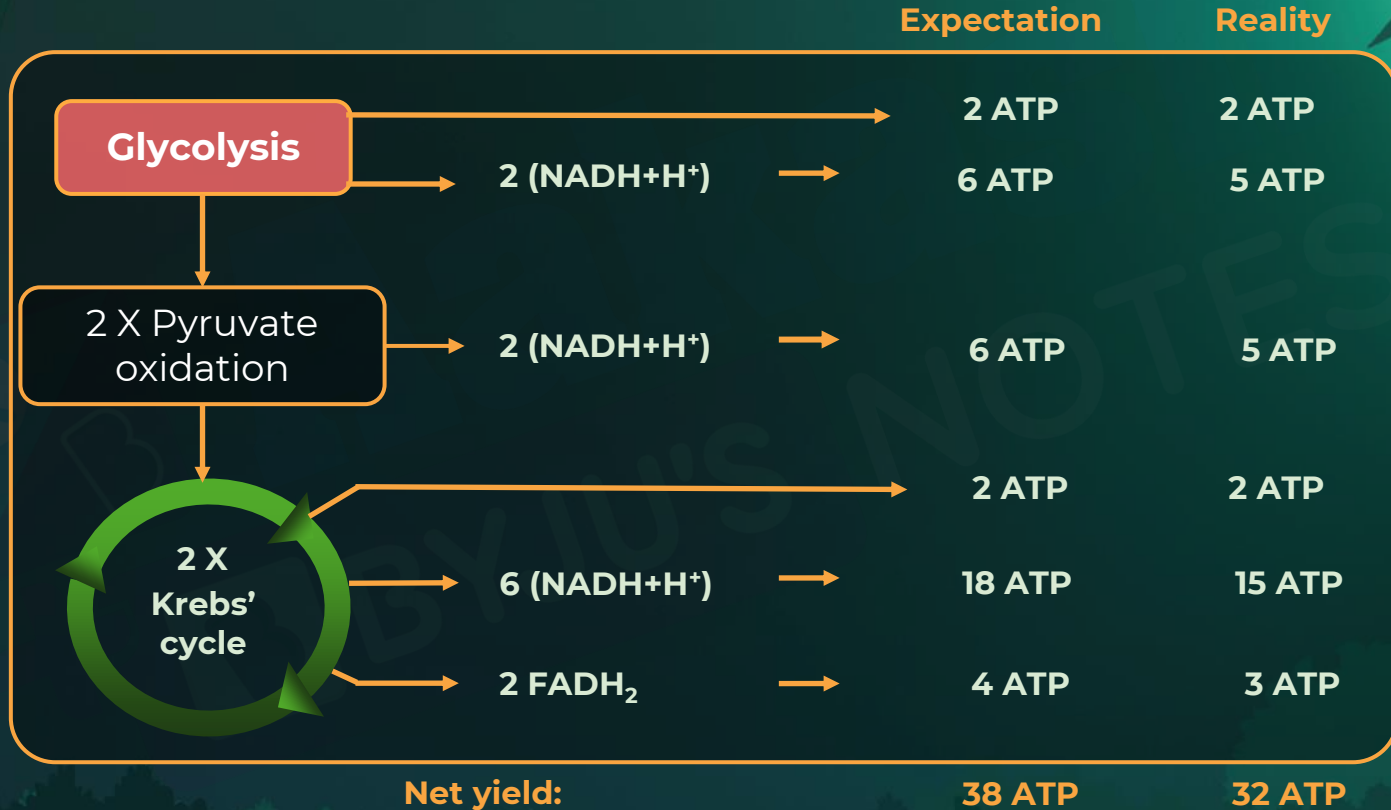 Expectation Reality
Glycolysis
2 ATP 2 ATP
2 (NADH+H⁺) 6 ATP 5 ATP
2 X Pyruvate
oxidation
2 (NADH+H⁺) 6 ATP 5 ATP
2 ATP 2 ATP
2 X
Krebs’
cycle
6 (NADH+H⁺) 18 ATP 15 ATP
2 FADH₂ 4 ATP 3 ATP
Net yield: 38 ATP 32 ATP
BYJU'S NOTES